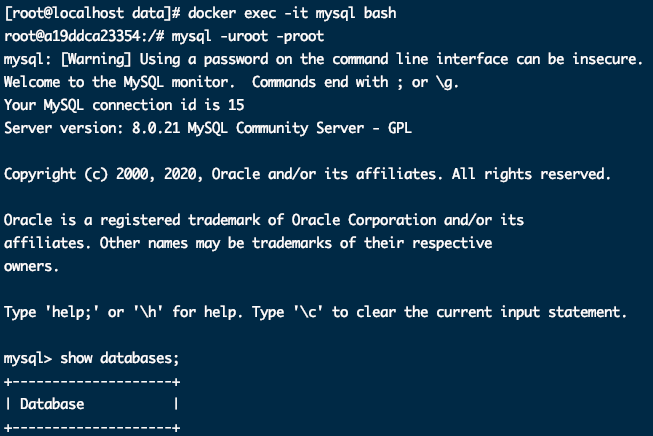 [root@localhost data]# docker exec -it mysql bash
root@a19ddca23354:/# mysql -uroot -proot
mysql: [Warning] Using a password on the command line interface can be insecure.
Welcome to the MySQL monitor.  Commands end with ; or \g.
Your MySQL connection id is 15
Server version: 8.0.21 MySQL Community Server - GPL

Copyright (c) 2000, 2020, Oracle and/or its affiliates. All rights reserved.

Oracle is a registered trademark of Oracle Corporation and/or its
affiliates. Other names may be trademarks of their respective
owners.

Type 'help;' or '\h' for help. Type '\c' to clear the current input statement.

mysql> show databases;
+--------------------+
| Database           |
+--------------------+